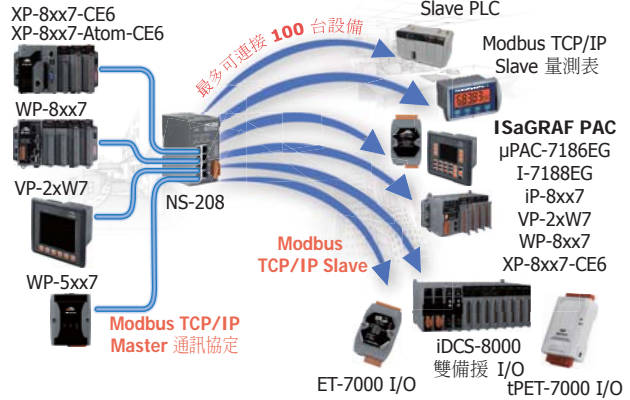 XP-8xx7-CE6
XP-8xx7-Atom-CE6
WP-8xx7
VP-2xW7
WP-5xx7
NS-208
最多可連接 100 台設備
Slave PLC
Modbus TCP/IP
Slave 量測表
ISaGRAF PAC
μPAC-7186EG
I-7188EG
iP-8xx7
VP-2xW7
WP-8xx7
XP-8xx7-CE6
Modbus
TCP/IP Slave
Modbus TCP/IP
Master 通訊協定
iDCS-8000
雙備援 I/O
ET-7000 I/O
tPET-7000 I/O